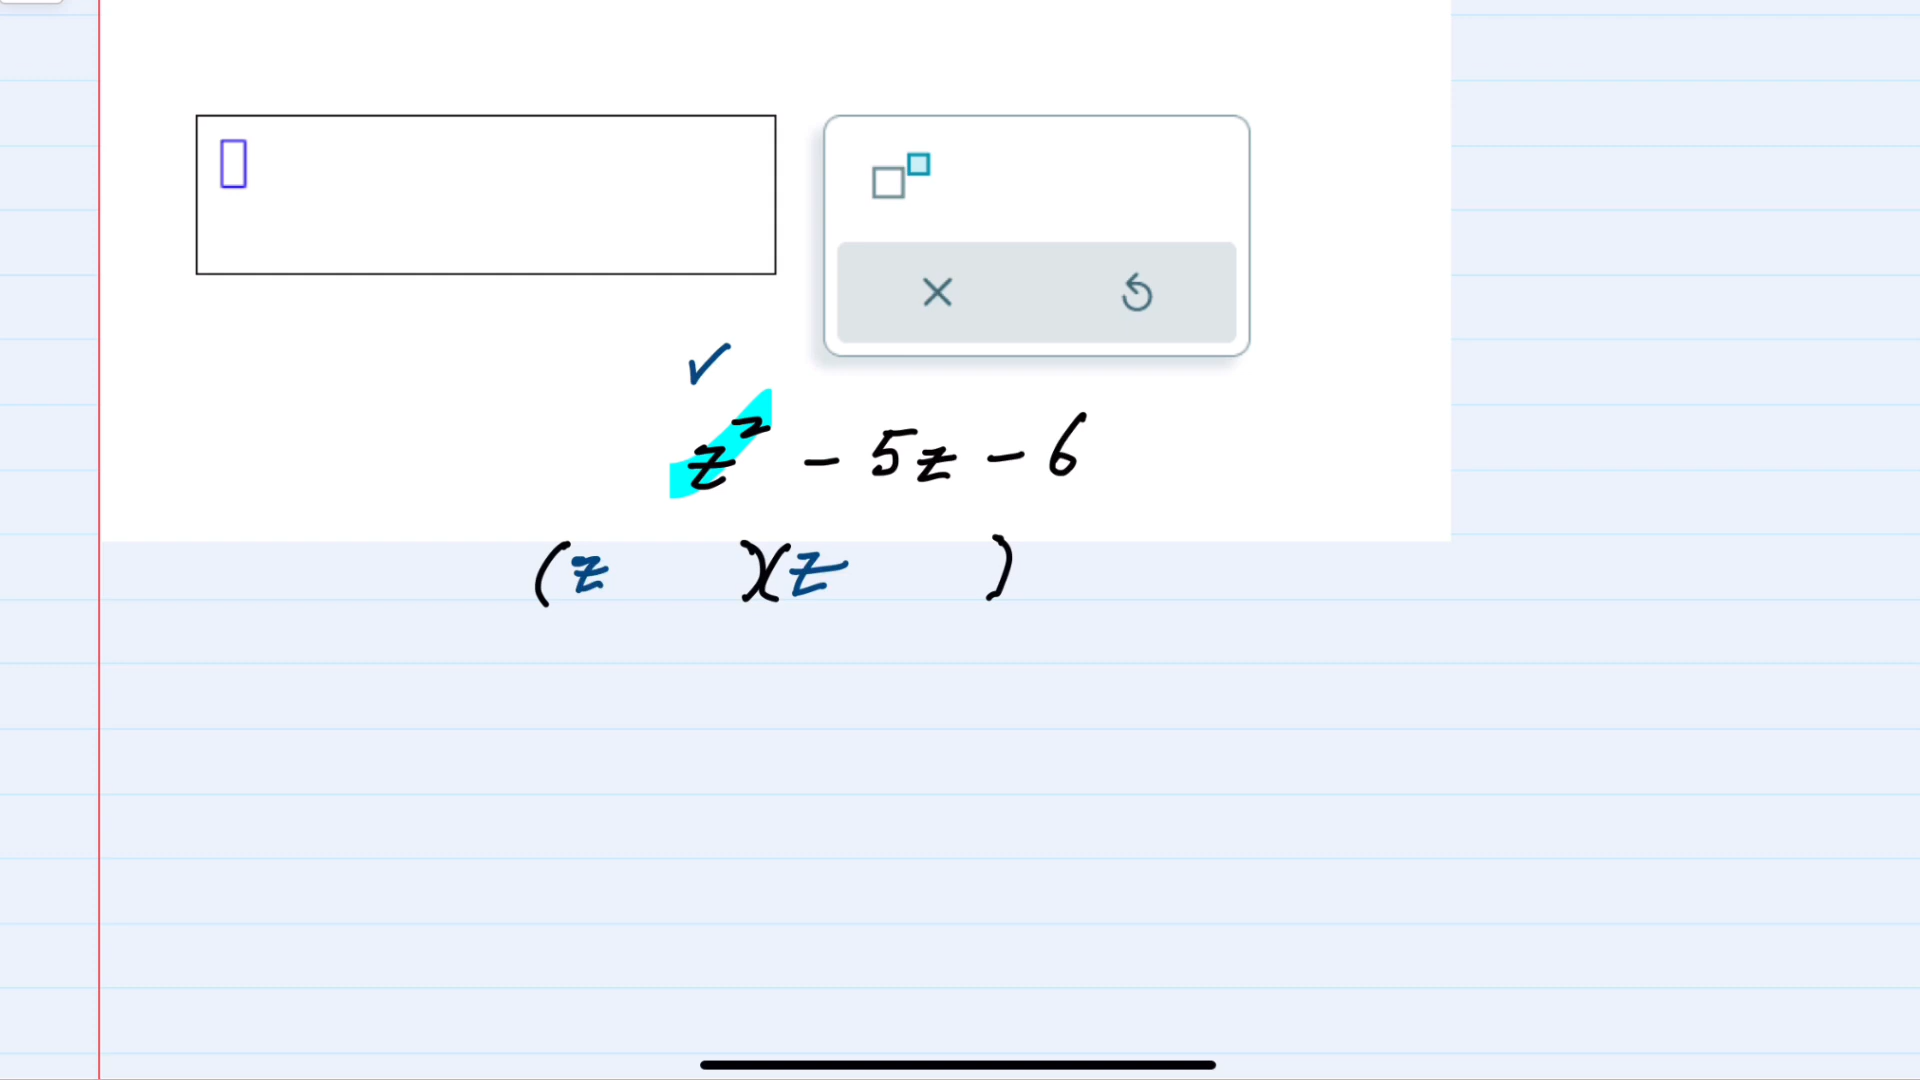 ✓
z² - 5z - 6
(z )(z )